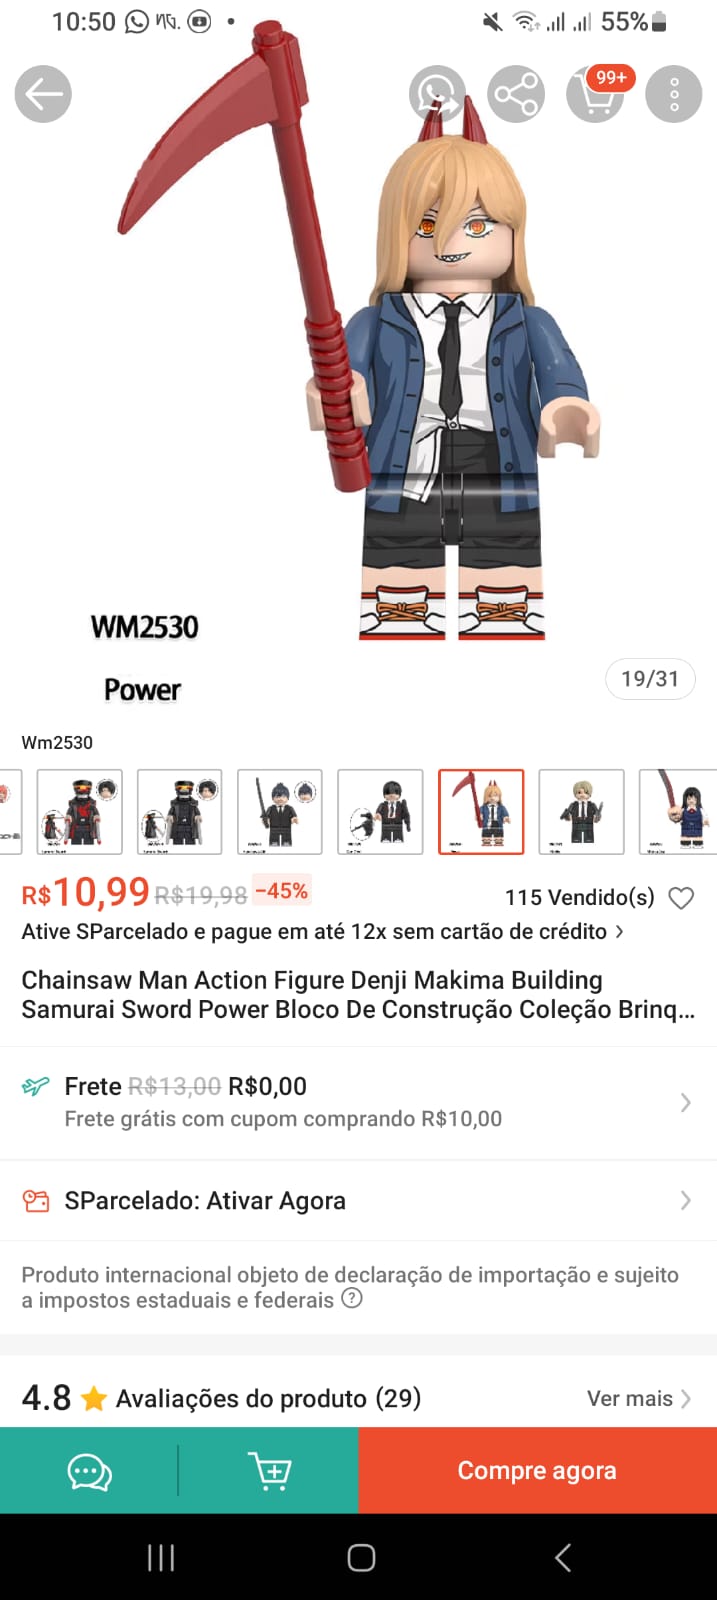 10:50
55%
99+
WM2530
Power
19/31
Wm2530
R$10,99 R$19,98 -45%
115 Vendido(s)
Ative SParcelado e pague em até 12x sem cartão de crédito
Chainsaw Man Action Figure Denji Makima Building
Samurai Sword Power Bloco De Construção Coleção Brinq...
Frete R$13,00 R$0,00
Frete grátis com cupom comprando R$10,00
SParcelado: Ativar Agora
Produto internacional objeto de declaração de importação e sujeito
a impostos estaduais e federais
4.8 Avaliações do produto (29)
Ver mais
Compre agora